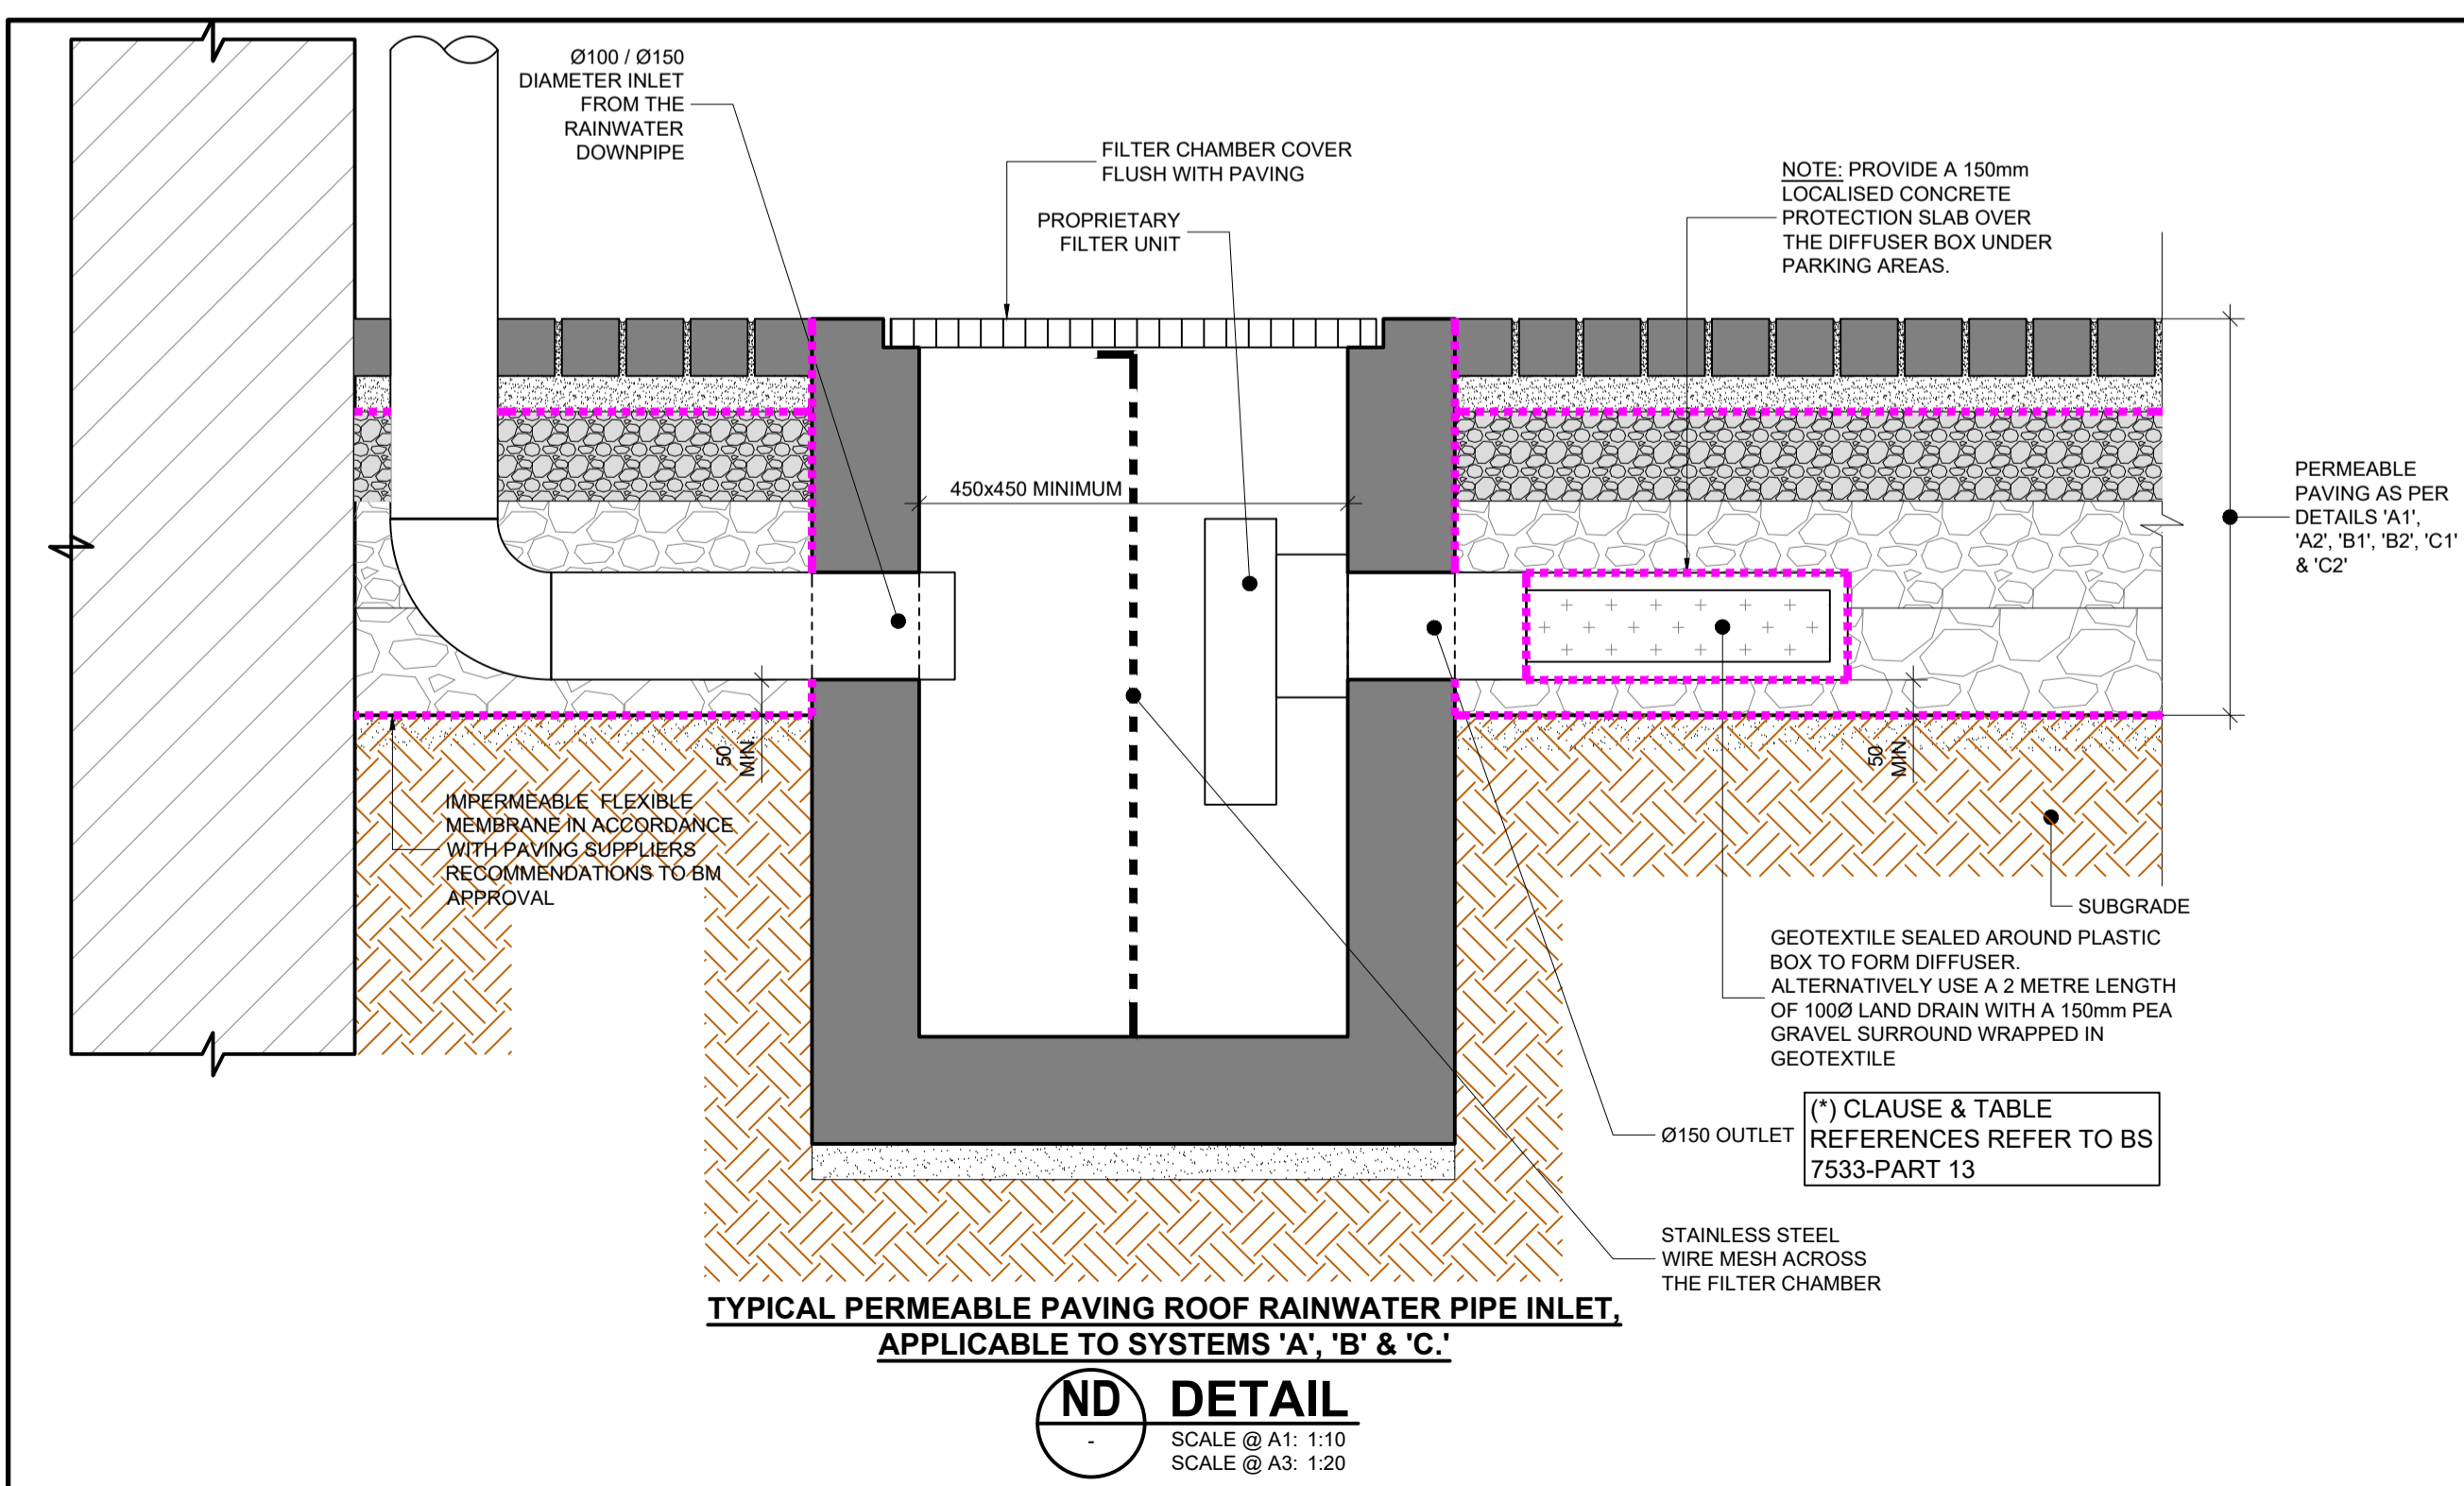 Ø100 / Ø150
DIAMETER INLET
FROM THE
RAINWATER
DOWNPIPE
FILTER CHAMBER COVER
FLUSH WITH PAVING
PROPRIETARY
FILTER UNIT
NOTE: PROVIDE A 150mm
LOCALISED CONCRETE
PROTECTION SLAB OVER
THE DIFFUSER BOX UNDER
PARKING AREAS.
450x450 MINIMUM
PERMEABLE
PAVING AS PER
DETAILS 'A1',
'A2', 'B1', 'B2', 'C1'
& 'C2'
50
MIN.
50
MIN.
IMPERMEABLE FLEXIBLE
MEMBRANE IN ACCORDANCE
WITH PAVING SUPPLIERS
RECOMMENDATIONS TO BM
APPROVAL
SUBGRADE
GEOTEXTILE SEALED AROUND PLASTIC
BOX TO FORM DIFFUSER.
ALTERNATIVELY USE A 2 METRE LENGTH
OF 100Ø LAND DRAIN WITH A 150mm PEA
GRAVEL SURROUND WRAPPED IN
GEOTEXTILE
Ø150 OUTLET
(*) CLAUSE & TABLE
REFERENCES REFER TO BS
7533-PART 13
STAINLESS STEEL
WIRE MESH ACROSS
THE FILTER CHAMBER
TYPICAL PERMEABLE PAVING ROOF RAINWATER PIPE INLET,
APPLICABLE TO SYSTEMS 'A', 'B' & 'C.'
ND
-
DETAIL
SCALE @ A1: 1:10
SCALE @ A3: 1:20